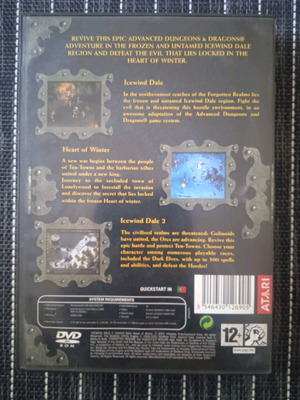 REVIVE THIS EPIC ADVANCED DUNGEONS & DRAGONS®
ADVENTURE IN THE FROZEN AND UNTAMED ICEWIND DALE
REGION AND DEFEAT THE EVIL THAT LIES LOCKED IN THE
HEART OF WINTER.
Icewind Dale
In the northernmost reaches of the Forgotten Realms lies
the frozen and untamed Icewind Dale region. Fight the
evil that is threatening this hostile environment, in an
awesome adaptation of the Advanced Dungeons and
Dragons® game system.
Heart of Winter
A new war begins between the people
of Ten-Towns and the barbarian tribes
united under a new king.
Journey to the secluded town of
Lonelywood to forestall the invasion
and discover the secret that lies locked
within the frozen Heart of winter.
Icewind Dale 2
The civilised realms are threatened: Goblinoids
have united, the Orcs are advancing. Revive this
epic battle and protect Ten-Towns. Choose your
character among numerous playable races,
included the Dark Elves, with up to 300 spells
and abilities, and defeat the Hordes!
QUICKSTART IN
SYSTEM REQUIREMENTS
DVD
ROM
12+
ATARI